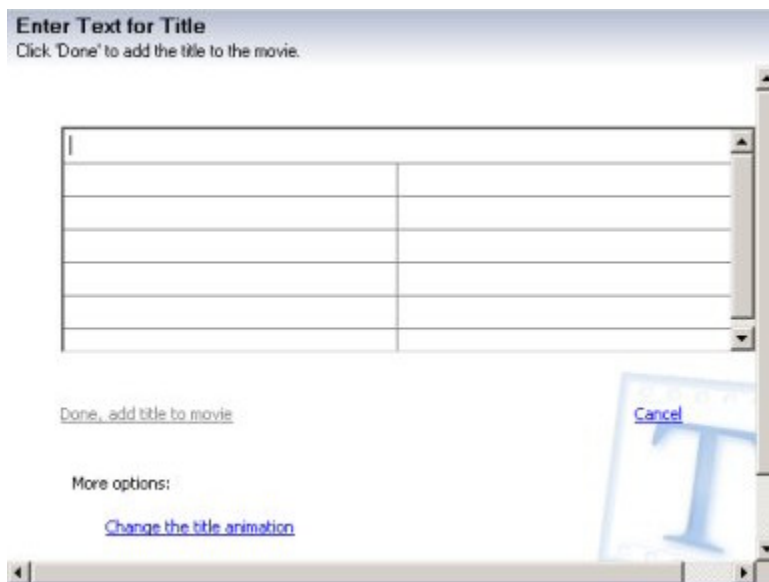 Enter Text for Title
Click 'Done' to add the title to the movie.
Done, add title to movie
Cancel
More options:
Change the title animation
T